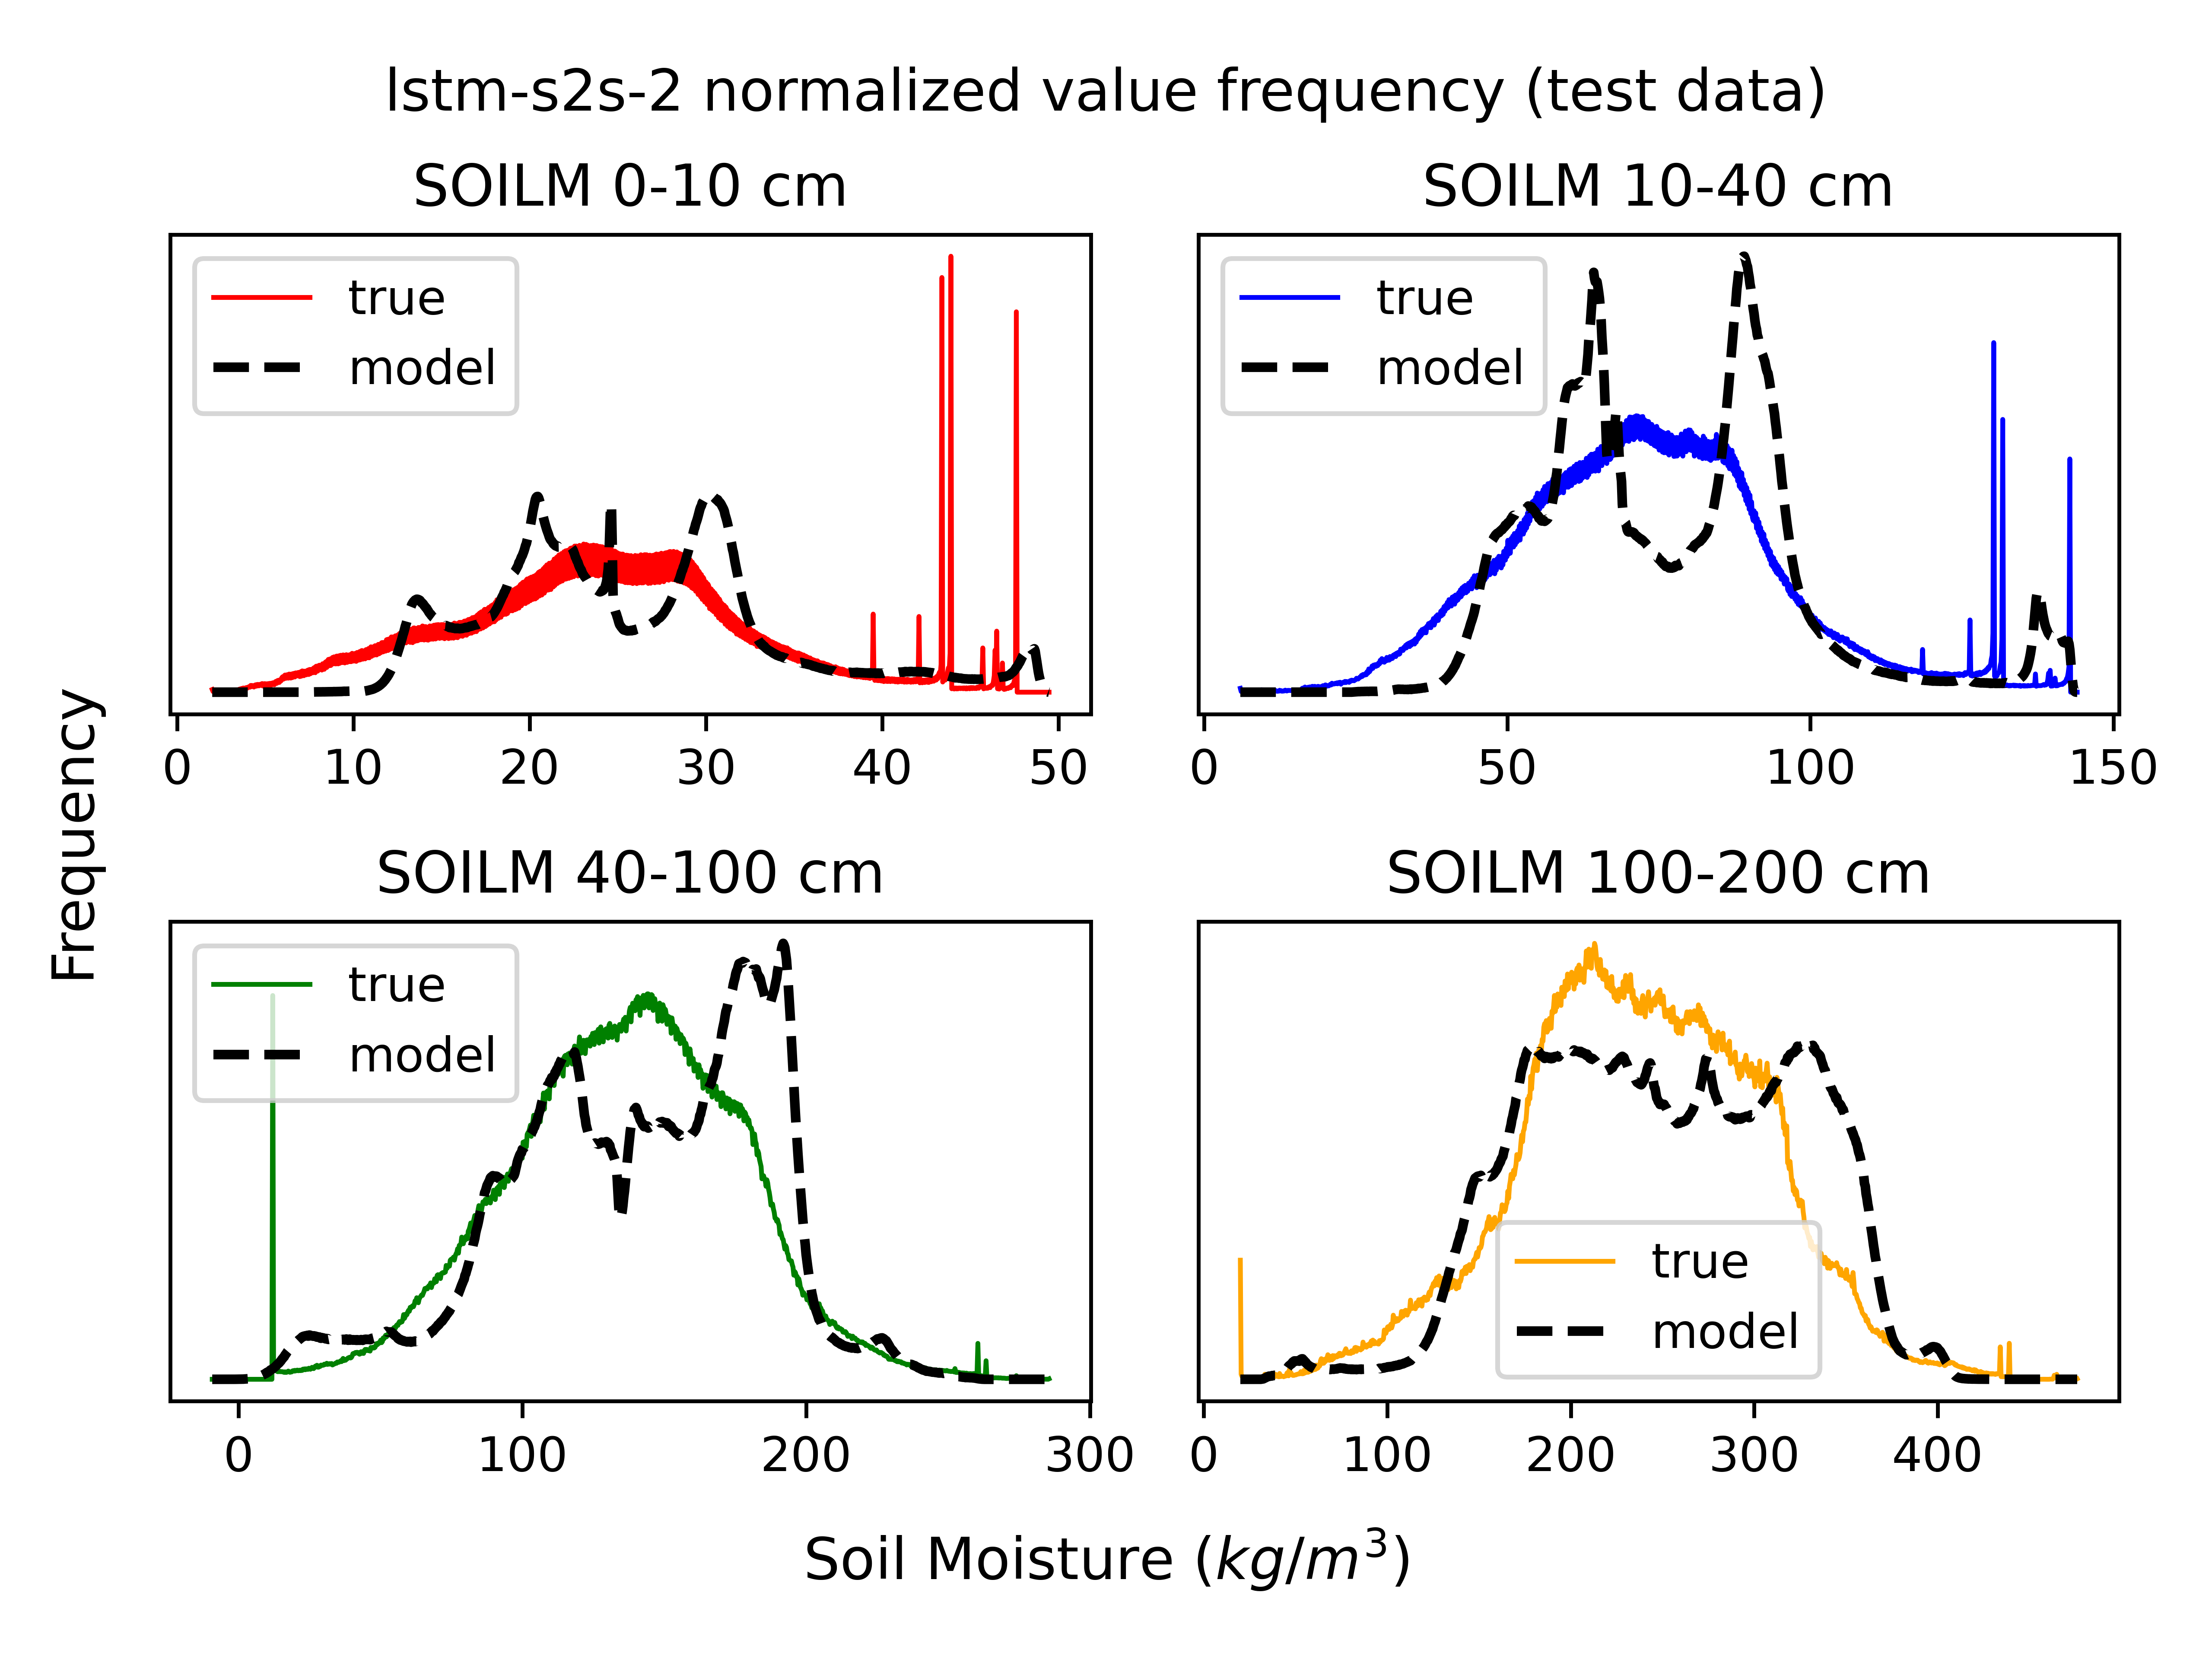 lstm-s2s-2 normalized value frequency (test data)
SOILM 0-10 cm
true
model
0 10 20 30 40 50
SOILM 10-40 cm
true
model
0 50 100 150
Frequency
SOILM 40-100 cm
true
model
0 100 200 300
SOILM 100-200 cm
true
model
0 100 200 300 400
Soil Moisture (kg/m³)